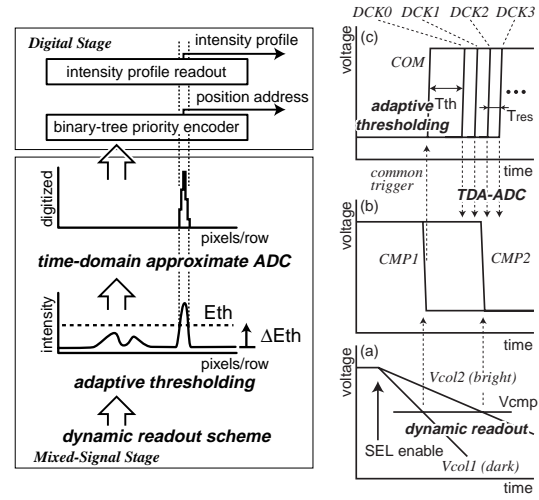 Digital Stage
intensity profile
intensity profile readout
position address
binary-tree priority encoder
digitized
pixels/row
time-domain approximate ADC
intensity
Eth
ΔEth
pixels/row
adaptive thresholding
dynamic readout scheme
Mixed-Signal Stage
DCK0 DCK1 DCK2 DCK3
voltage
(c)
COM
Tth
Tres
•••
adaptive
thresholding
time
common
trigger
TDA-ADC
voltage
(b)
CMP1
CMP2
time
voltage
(a)
Vcol2 (bright)
Vcmp
dynamic readout
SEL enable
Vcol1 (dark)
time